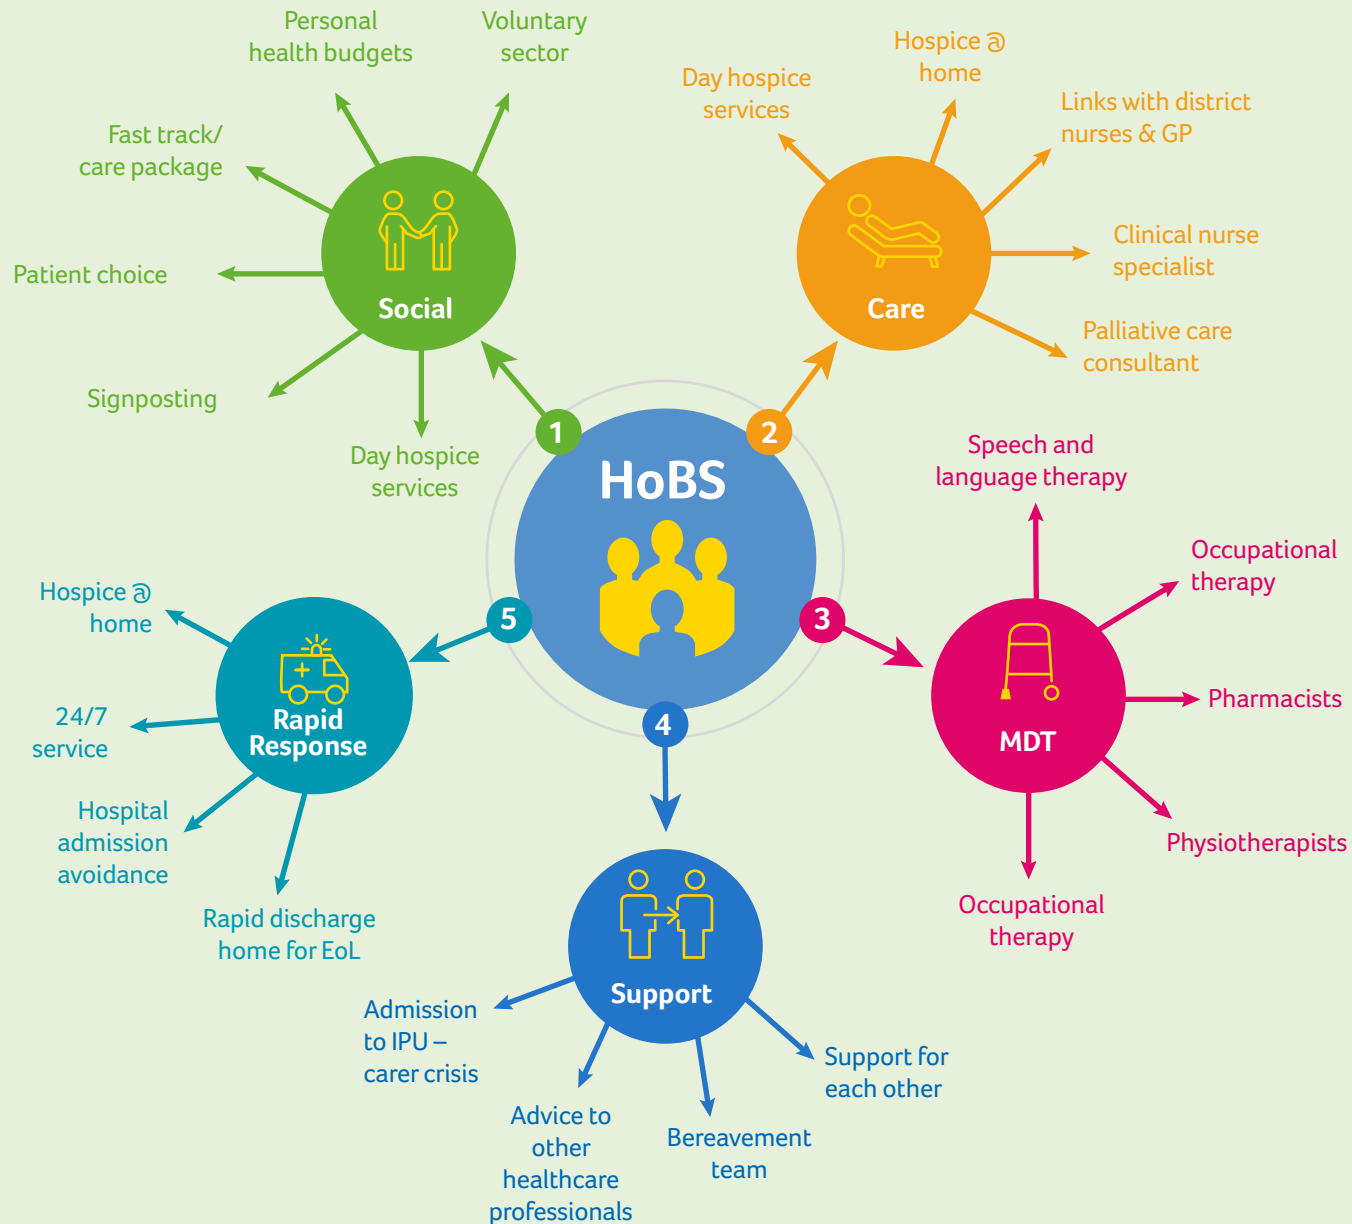 HoBS
1
Social
Personal
health budgets
Voluntary
sector
Fast track/
care package
Patient choice
Signposting
Day hospice
services
2
Care
Day hospice
services
Hospice @
home
Links with district
nurses & GP
Clinical nurse
specialist
Palliative care
consultant
3
MDT
Speech and
language therapy
Occupational
therapy
Pharmacists
Physiotherapists
Occupational
therapy
4
Support
Admission
to IPU –
carer crisis
Advice to
other
healthcare
professionals
Bereavement
team
Support for
each other
5
Rapid
Response
Hospice @
home
24/7
service
Hospital
admission
avoidance
Rapid discharge
home for EoL